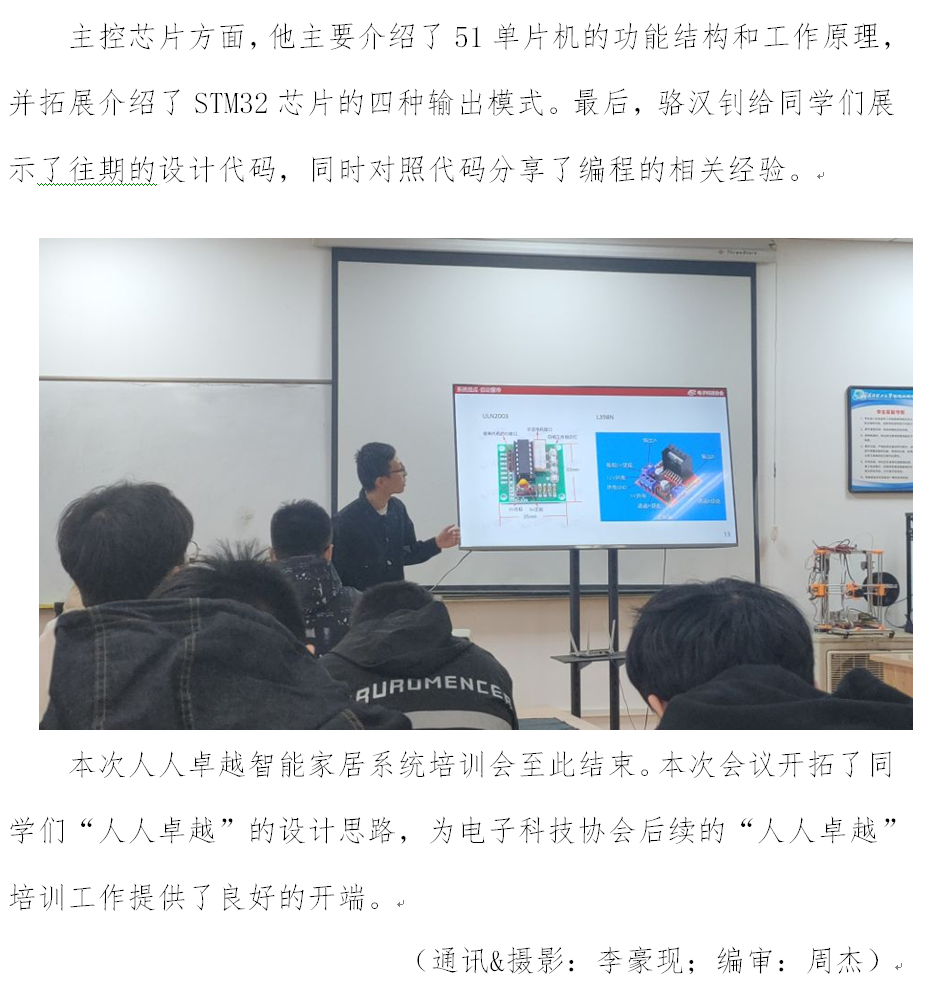 主控芯片方面，他主要介绍了 51 单片机的功能结构和工作原理，
并拓展介绍了 STM32 芯片的四种输出模式。最后，骆汉钊给同学们展
示了往期的设计代码，同时对照代码分享了编程的相关经验。
ULN2003
L298N
35mm
13
RURUMENCER
本次人人卓越智能家居系统培训会至此结束。本次会议开拓了同
学们“人人卓越”的设计思路，为电子科技协会后续的“人人卓越”
培训工作提供了良好的开端。
（通讯&摄影：李豪现；编审：周杰）